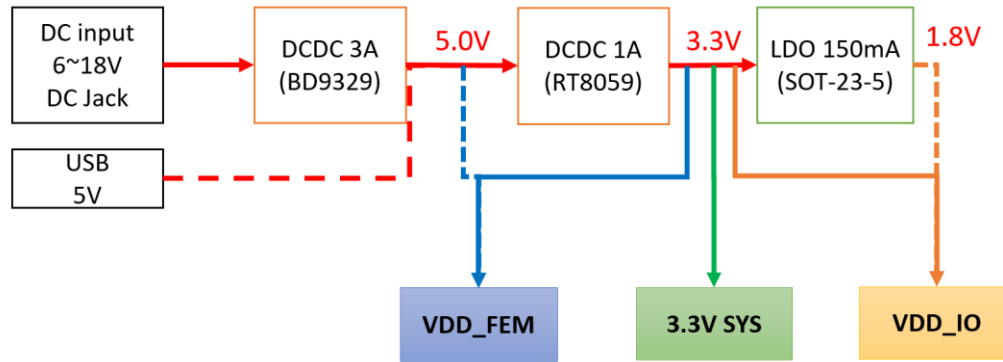 DC input
6~18V
DC Jack
DCDC 3A
(BD9329)
5.0V
DCDC 1A
(RT8059)
3.3V
LDO 150mA
(SOT-23-5)
1.8V
USB
5V
VDD_FEM
3.3V SYS
VDD_IO